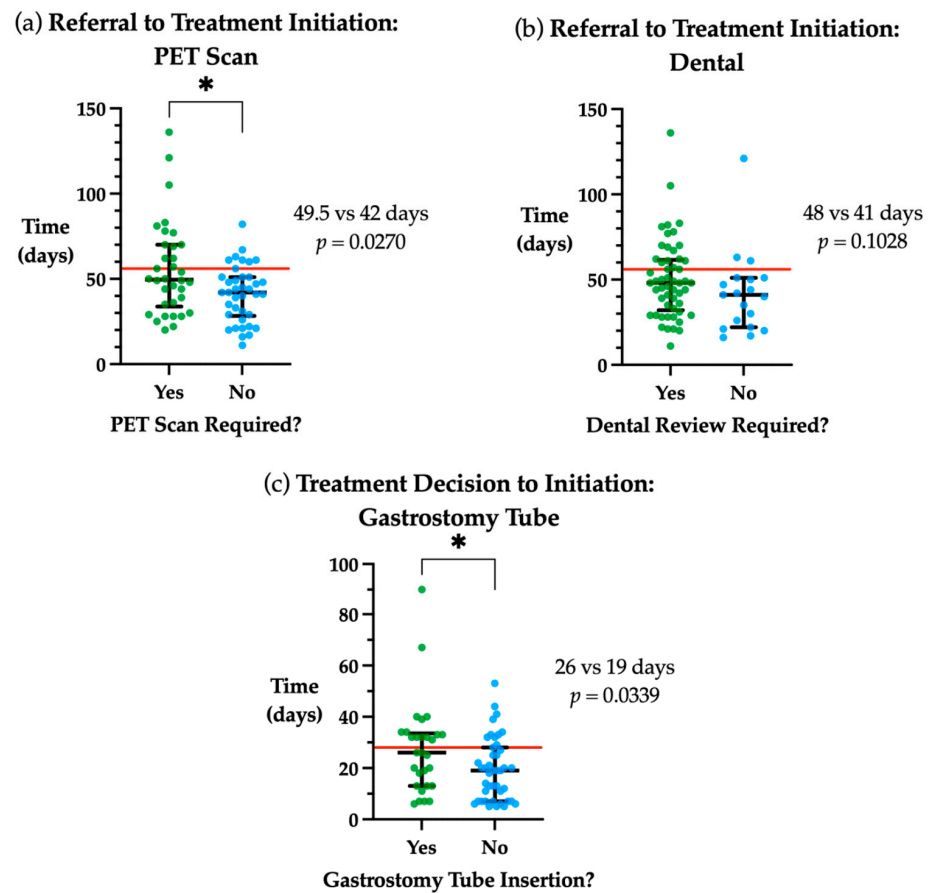 (a) Referral to Treatment Initiation:
PET Scan
*
150
100
50
0
Time
(days)
49.5 vs 42 days
p = 0.0270
Yes No
PET Scan Required?
(b) Referral to Treatment Initiation:
Dental
150
100
50
0
Time
(days)
48 vs 41 days
p = 0.1028
Yes No
Dental Review Required?
(c) Treatment Decision to Initiation:
Gastrostomy Tube
*
100
80
60
40
20
0
Time
(days)
26 vs 19 days
p = 0.0339
Yes No
Gastrostomy Tube Insertion?